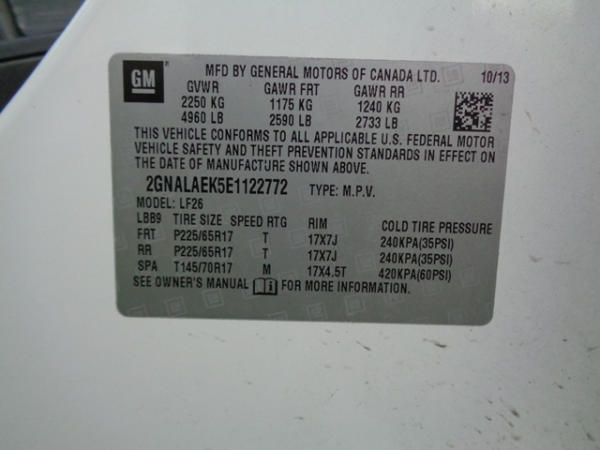 GM ® MFD BY GENERAL MOTORS OF CANADA LTD. 10/13
GVWR GAWR FRT GAWR RR
2250 KG 1175 KG 1240 KG
4960 LB 2590 LB 2733 LB
THIS VEHICLE CONFORMS TO ALL APPLICABLE U.S. FEDERAL MOTOR
VEHICLE SAFETY AND THEFT PREVENTION STANDARDS IN EFFECT ON
THE DATE OF MANUFACTURE SHOWN ABOVE.
2GNALAEK5E1122772 TYPE: M.P.V.
MODEL: LF26
LBB9 TIRE SIZE SPEED RTG RIM COLD TIRE PRESSURE
FRT P225/65R17 T 17X7J 240KPA(35PSI)
RR P225/65R17 T 17X7J 240KPA(35PSI)
SPA T145/70R17 M 17X4.5T 420KPA(60PSI)
SEE OWNER'S MANUAL i FOR MORE INFORMATION.